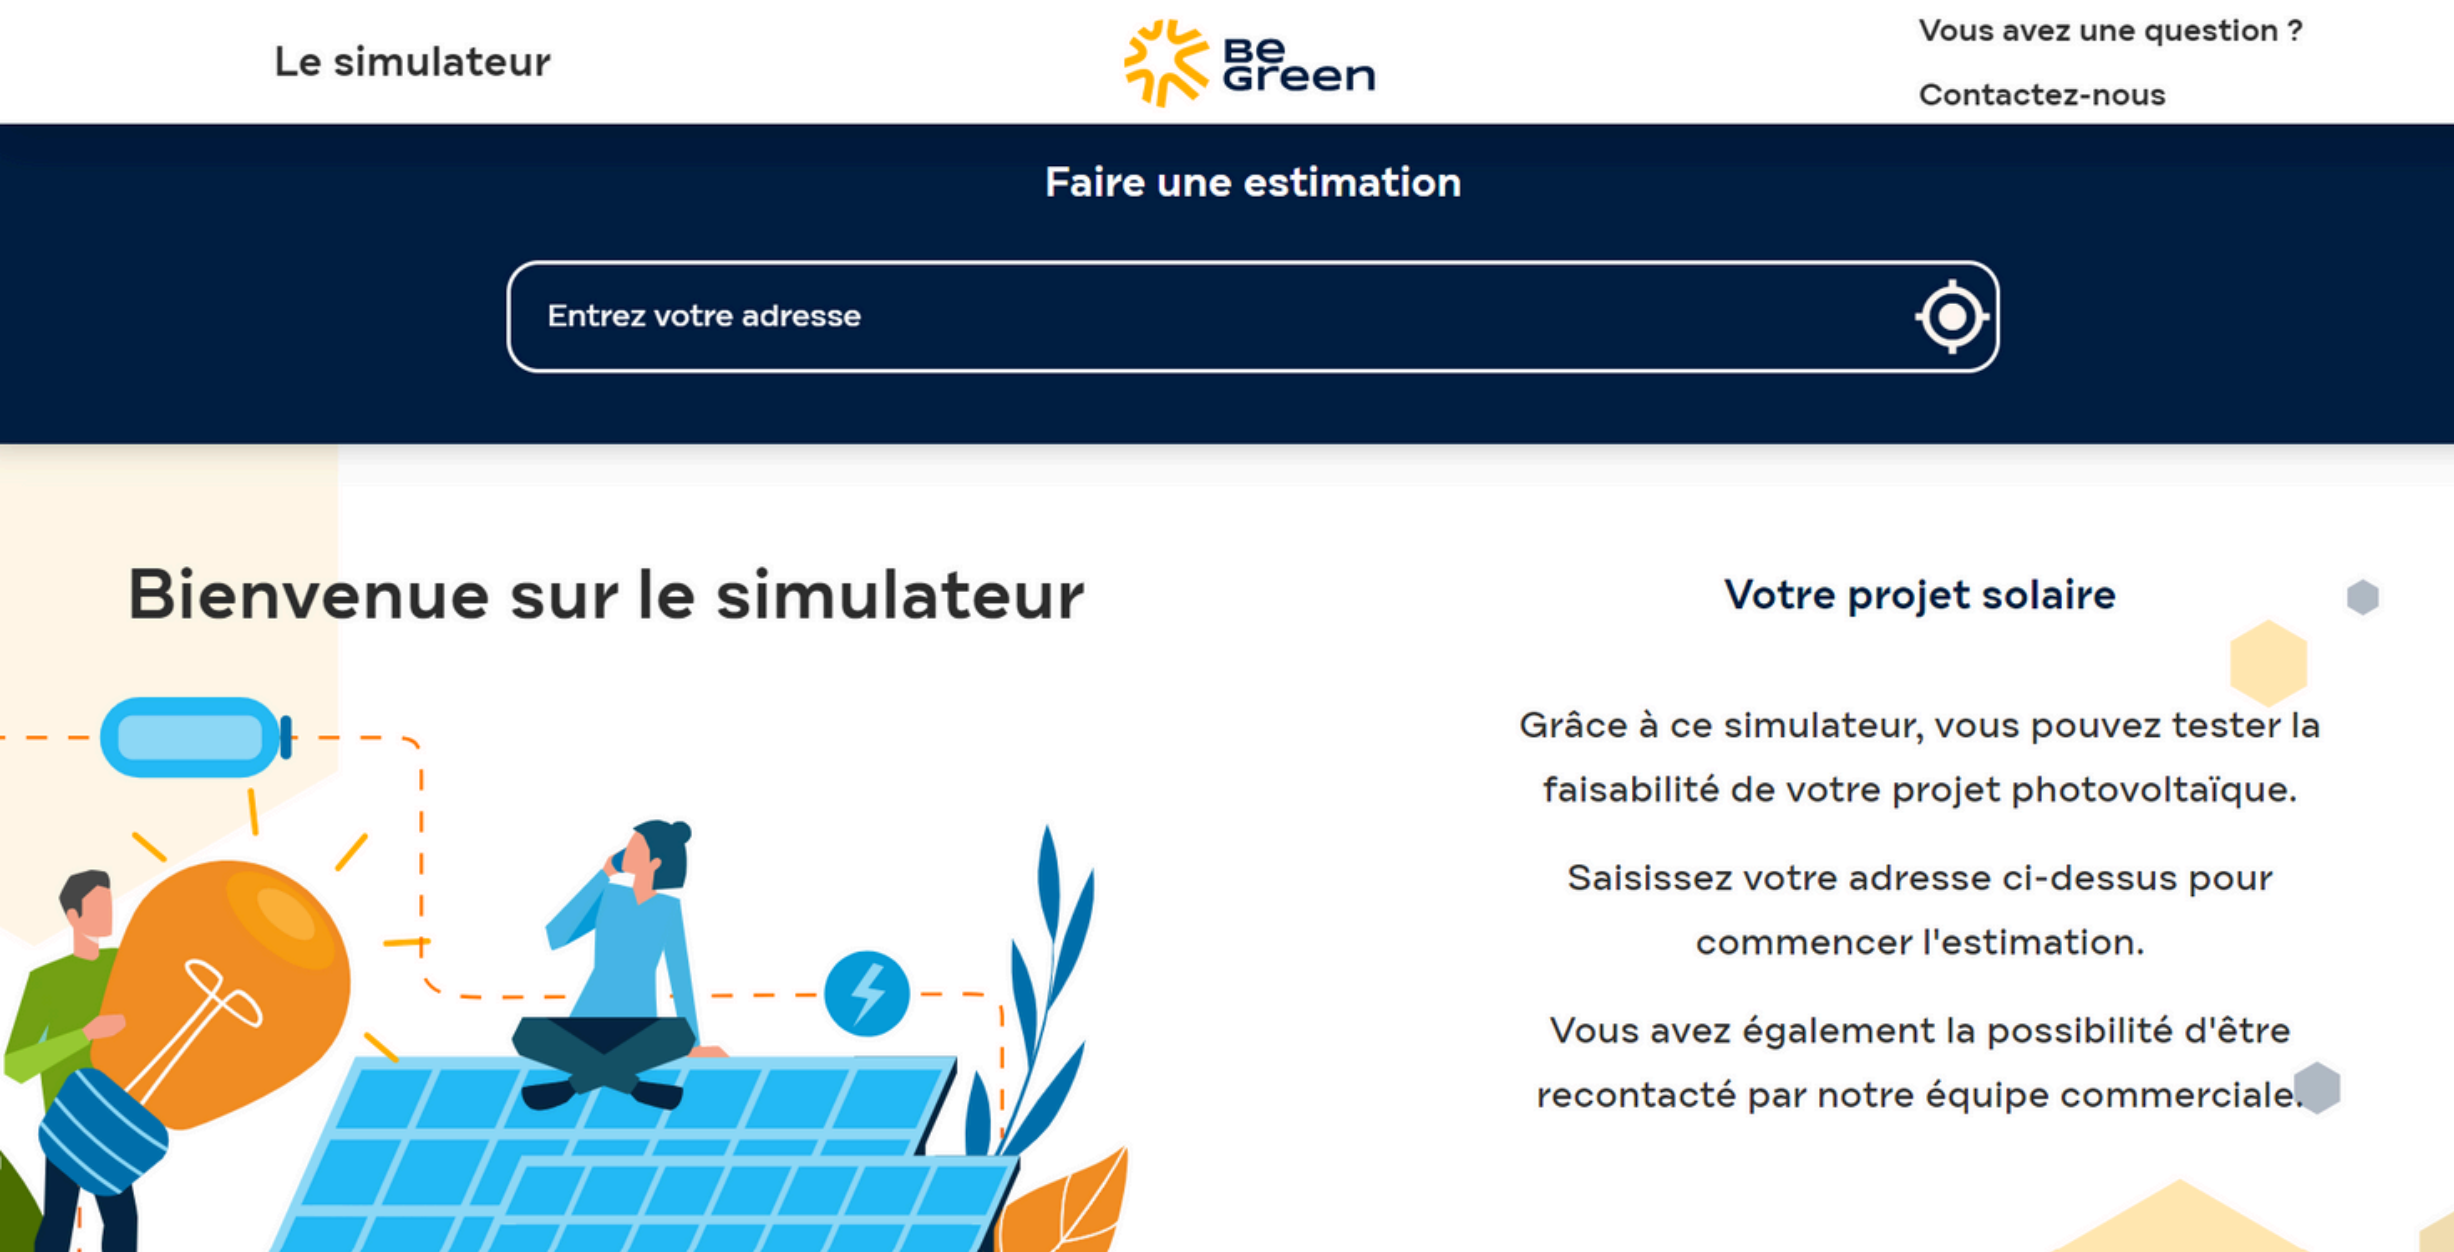 Le simulateur
Be
Green
Vous avez une question ?
Contactez-nous
Faire une estimation
Entrez votre adresse
Bienvenue sur le simulateur
Votre projet solaire
Grâce à ce simulateur, vous pouvez tester la
faisabilité de votre projet photovoltaïque.
Saisissez votre adresse ci-dessus pour
commencer l'estimation.
Vous avez également la possibilité d'être
recontacté par notre équipe commerciale.